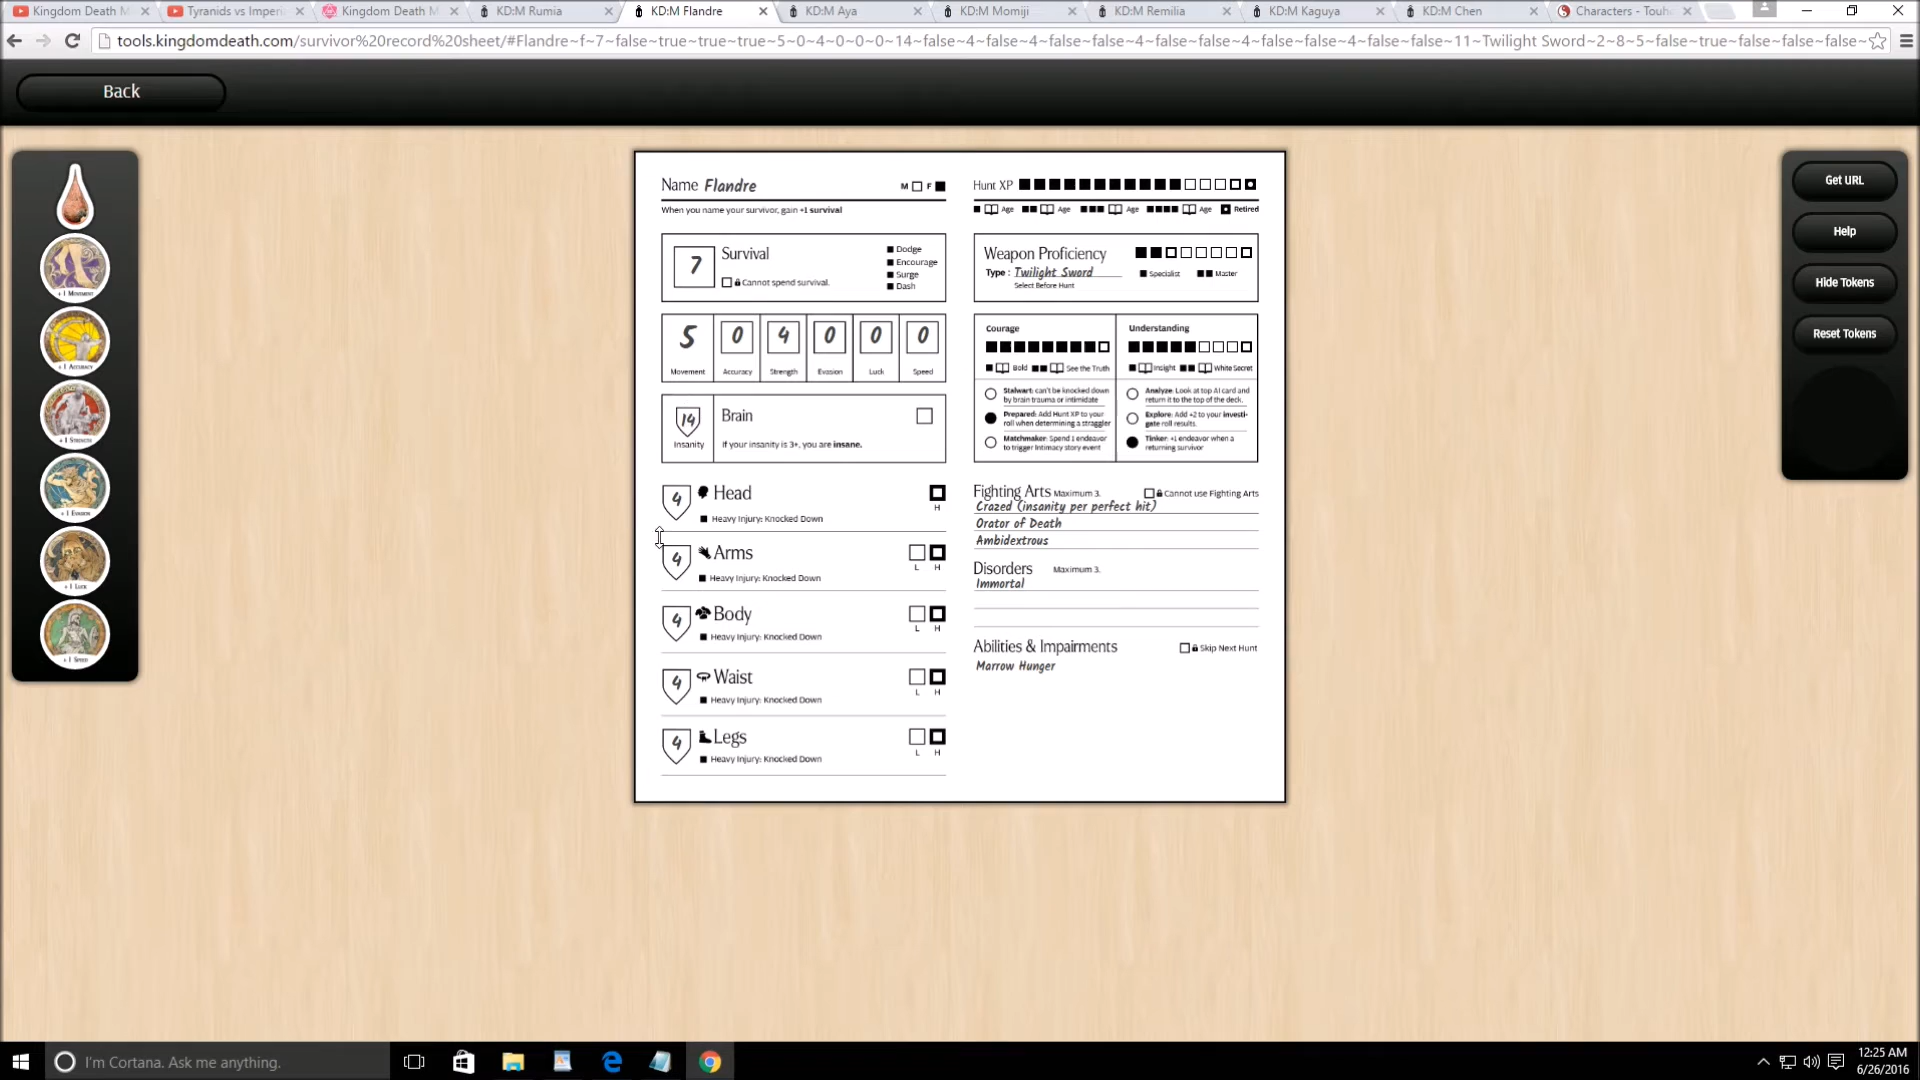 Kingdom Death M
Tyranids vs Imperi
Kingdom Death M
KD:M Rumia
KD:M Flandre
KD:M Aya
KD:M Momiji
KD:M Remilia
KD:M Kaguya
KD:M Chen
Characters - Touh
tools.kingdomdeath.com/survivor%20record%20sheet/#Flandre~f~7~false~true~true~true~5~0~4~0~0~0~14~false~4~false~4~false~false~4~false~false~4~false~false~4~false~false~11~Twilight Sword~2~8~5~false~true~false~false~false~
Back
+1 Movement
+1 Accuracy
+1 Strength
+1 Evasion
+1 Luck
+1 Speed
Get URL
Help
Hide Tokens
Reset Tokens
Name Flandre M F
When you name your survivor, gain +1 survival
7 Survival
Cannot spend survival.
Dodge
Encourage
Surge
Dash
5 0 4 0 0 0
Movement Accuracy Strength Evasion Luck Speed
14 Brain
Insanity If your insanity is 3+, you are insane.
4 Head
H
Heavy Injury: Knocked Down
4 Arms
L H
Heavy Injury: Knocked Down
4 Body
L H
Heavy Injury: Knocked Down
4 Waist
L H
Heavy Injury: Knocked Down
4 Legs
L H
Heavy Injury: Knocked Down
Hunt XP
Age Age Age Age Retired
Weapon Proficiency
Type : Twilight Sword
Select Before Hunt
Specialist Master
Courage
Bold See the Truth
Stalwart: can't be knocked down
by brain trauma or intimidate
Prepared: Add Hunt XP to your
roll when determining a straggler
Matchmaker: Spend 1 endeavor
to trigger Intimacy story event
Understanding
Insight White Secret
Analyze: Look at top AI card and
return it to the top of the deck.
Explore: Add +2 to your investi-
gate roll results.
Tinker: +1 endeavor when a
returning survivor
Fighting Arts Maximum 3. Cannot use Fighting Arts
Crazed (insanity per perfect hit)
Orator of Death
Ambidextrous
Disorders Maximum 3.
Immortal
Abilities & Impairments Skip Next Hunt
Marrow Hunger
I'm Cortana. Ask me anything.
12:25 AM
6/26/2016